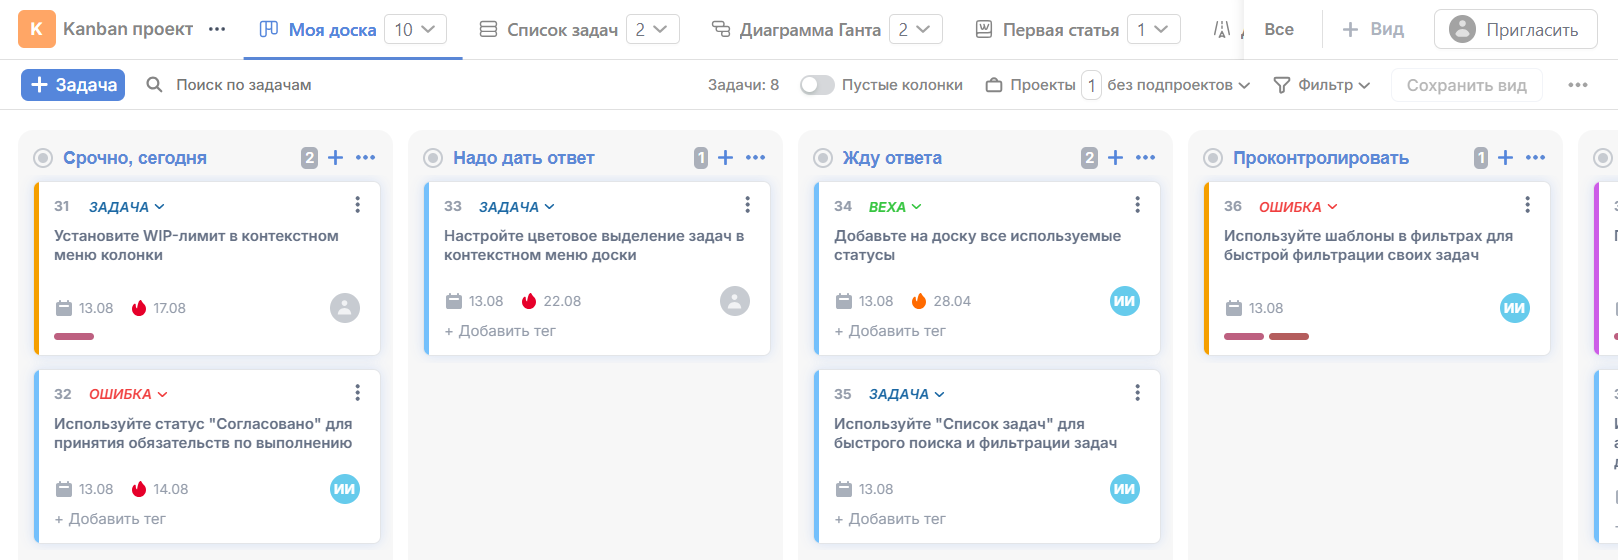 K Kanban проект Моя доска 10 Список задач 2 Диаграмма Ганта 2 Первая статья 1 Все + Вид Пригласить
+ Задача Поиск по задачам Задачи: 8 Пустые колонки Проекты 1 без подпроектов Фильтр Сохранить вид
Срочно, сегодня 2
31 ЗАДАЧА
Установите WIP-лимит в контекстном
меню колонки
13.08 17.08
32 ОШИБКА
Используйте статус "Согласовано" для
принятия обязательств по выполнению
13.08 14.08 ИИ
+ Добавить тег
Надо дать ответ 1
33 ЗАДАЧА
Настройте цветовое выделение задач в
контекстном меню доски
13.08 22.08
+ Добавить тег
Жду ответа 2
34 ВЕХА
Добавьте на доску все используемые
статусы
13.08 28.04 ИИ
+ Добавить тег
35 ЗАДАЧА
Используйте "Список задач" для
быстрого поиска и фильтрации задач
13.08 ИИ
+ Добавить тег
Проконтролировать 1
36 ОШИБКА
Используйте шаблоны в фильтрах для
быстрой фильтрации своих задач
13.08 ИИ